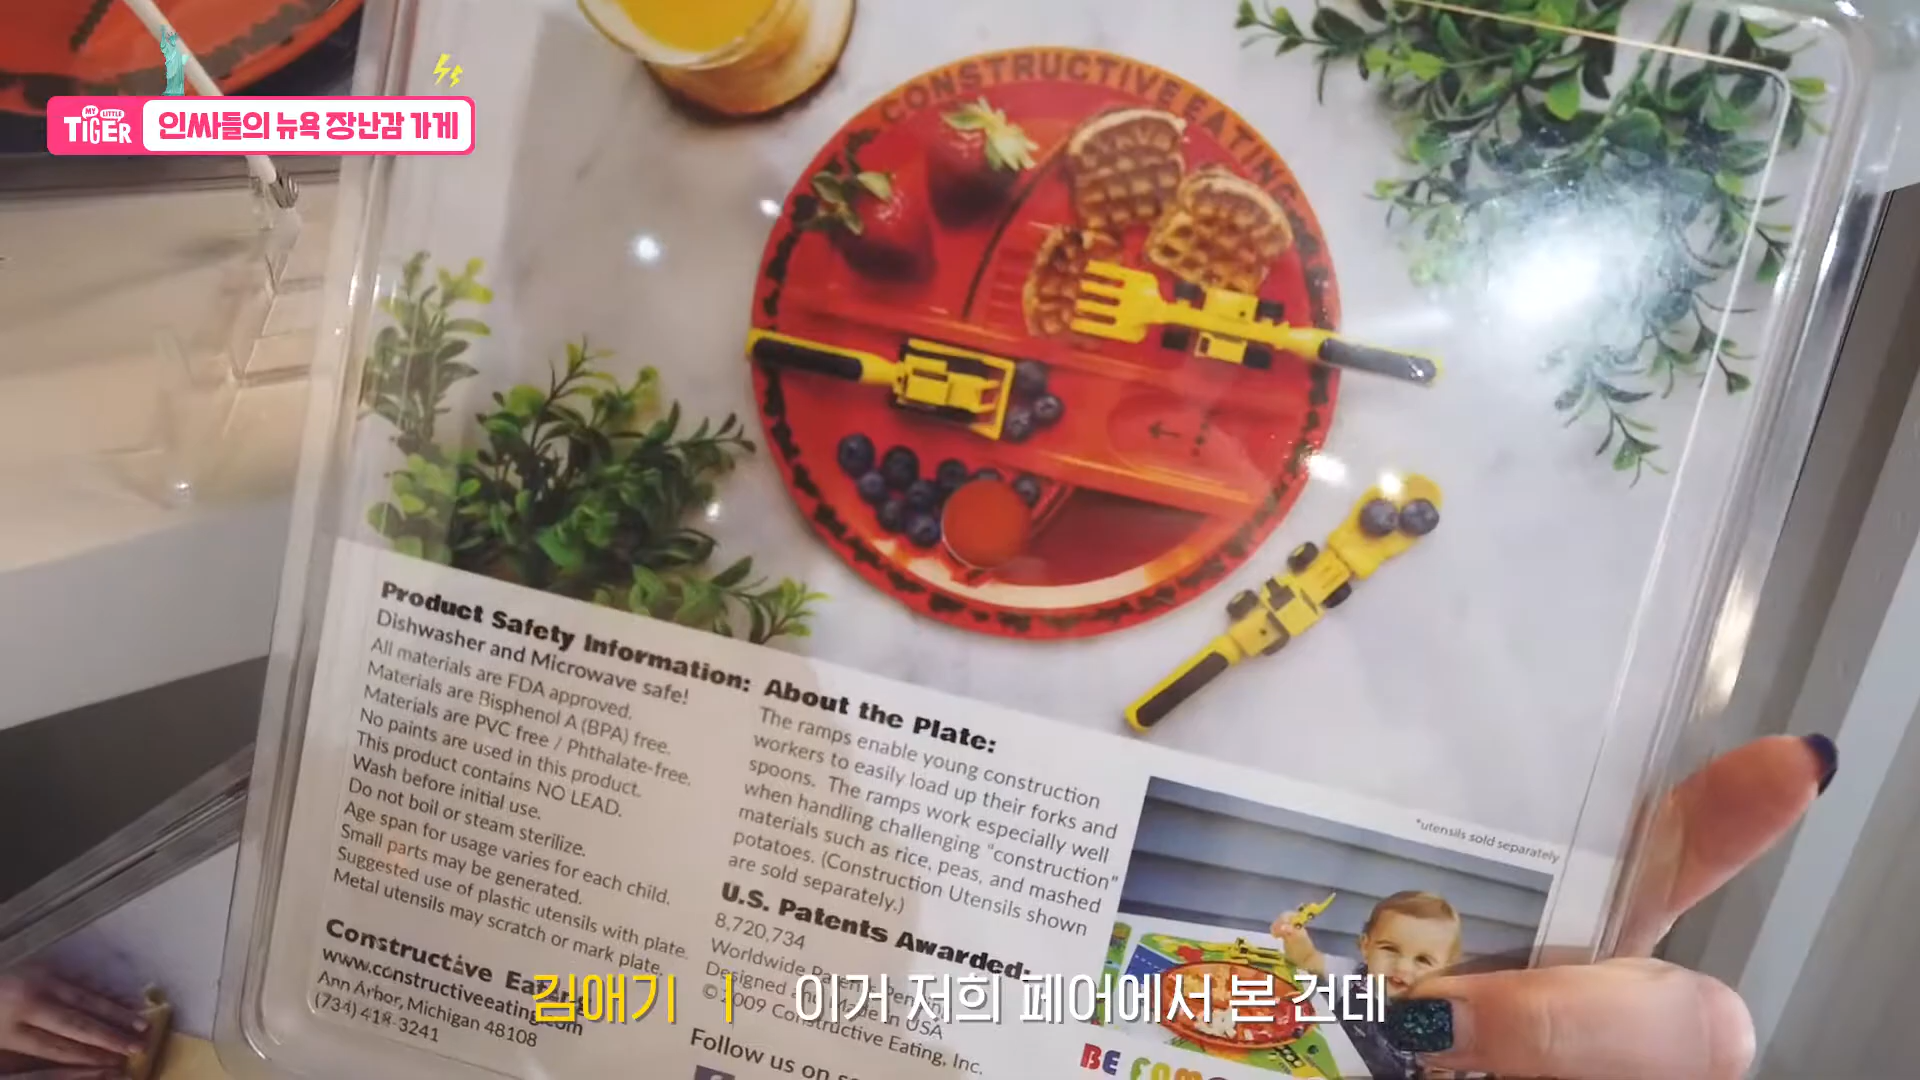 MY LITTLE TIGER
인싸들의 뉴욕 장난감 가게
CONSTRUCTIVE EATING
Product Safety Information:
Dishwasher and Microwave safe!
All materials are FDA approved.
Materials are Bisphenol A (BPA) free.
Materials are PVC free / Phthalate-free.
No paints are used in this product.
This product contains NO LEAD.
Wash before initial use.
Do not boil or steam sterilize.
Age span for usage varies for each child.
Small parts may be generated.
Suggested use of plastic utensils with plate.
Metal utensils may scratch or mark plate.
Constructive Eating
www.constructiveeating.com
Ann Arbor, Michigan 48108
(734) 418-3241
About the Plate:
The ramps enable young construction
workers to easily load up their forks and
spoons. The ramps work especially well
when handling challenging "construction"
materials such as rice, peas, and mashed
potatoes. (Construction Utensils shown
are sold separately.)
U.S. Patents Awarded:
8,720,734
Worldwide
Designed and Made in USA
© 2009 Constructive Eating, Inc.
Follow us on
*utensils sold separately
BE
김애기 | 이거 저희 페어에서 본 건데